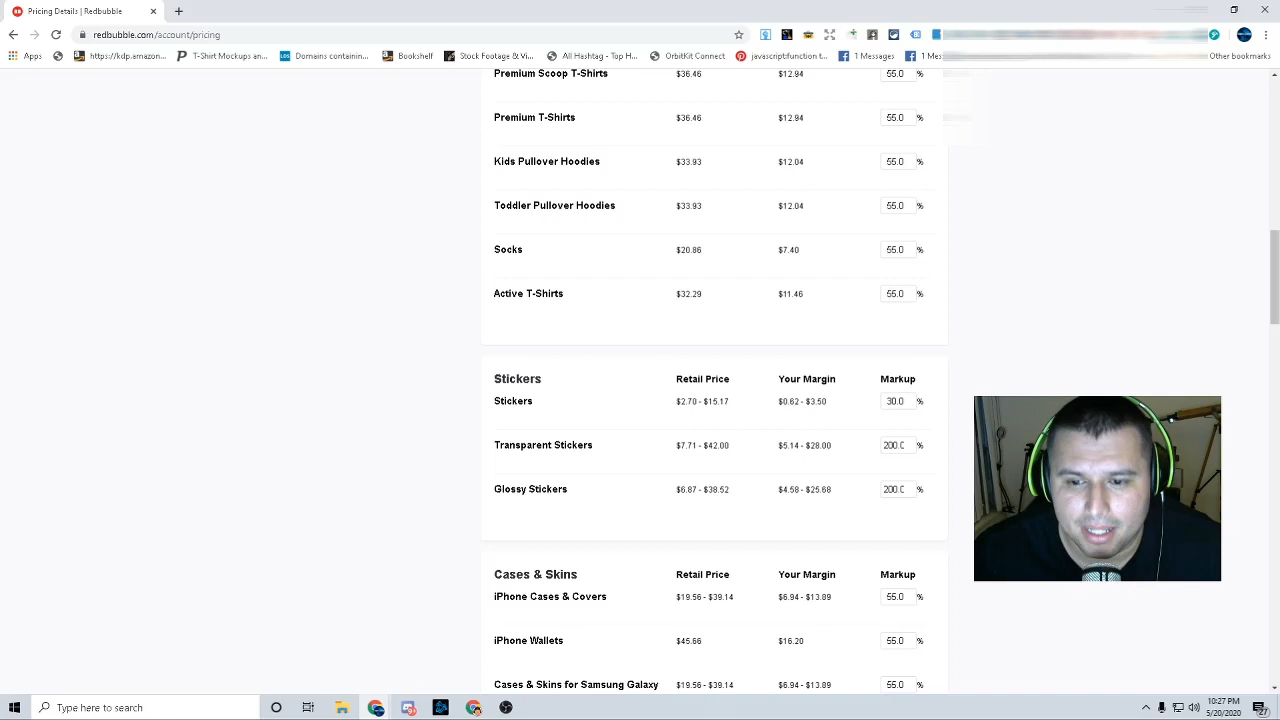 Pricing Details | Redbubble
redbubble.com/account/pricing
Apps https://kdp.amazon... T-Shirt Mockups an... Domains containin... Bookshelf Stock Footage & Vi... All Hashtag - Top H... OrbitKit Connect javascript:function t... 1 Messages 1 Mes Other bookmarks
Premium Scoop T-Shirts $36.46 $12.94 55.0 %
Premium T-Shirts $36.46 $12.94 55.0 %
Kids Pullover Hoodies $33.93 $12.04 55.0 %
Toddler Pullover Hoodies $33.93 $12.04 55.0 %
Socks $20.86 $7.40 55.0 %
Active T-Shirts $32.29 $11.46 55.0 %
Stickers Retail Price Your Margin Markup
Stickers $2.70 - $15.17 $0.62 - $3.50 30.0 %
Transparent Stickers $7.71 - $42.00 $5.14 - $28.00 200.0 %
Glossy Stickers $6.87 - $38.52 $4.58 - $25.68 200.0 %
Cases & Skins Retail Price Your Margin Markup
iPhone Cases & Covers $19.56 - $39.14 $6.94 - $13.89 55.0 %
iPhone Wallets $45.66 $16.20 55.0 %
Cases & Skins for Samsung Galaxy $19.56 - $39.14 $6.94 - $13.89 55.0 %
Type here to search
10:27 PM
5/20/2020
27